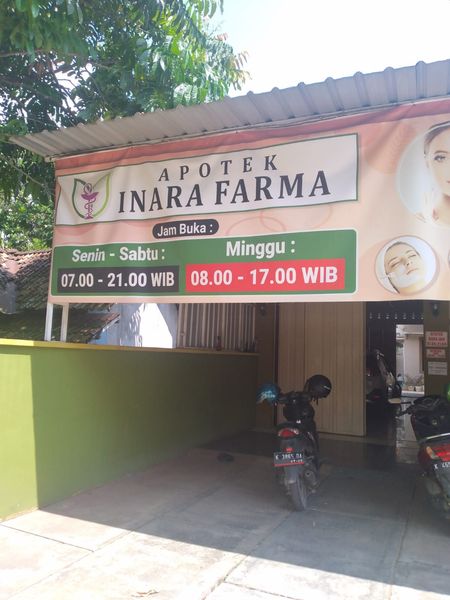 APOTEK
INARA FARMA
Jam Buka :
Senin - Sabtu :
07.00 - 21.00 WIB
Minggu :
08.00 - 17.00 WIB